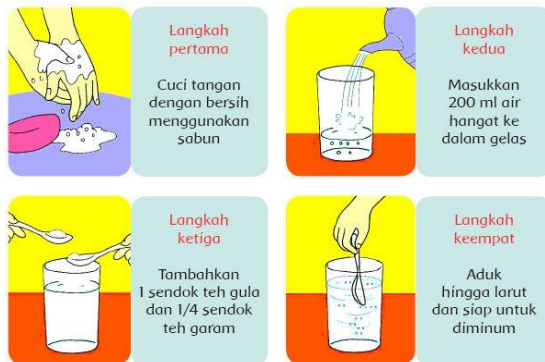 Langkah
pertama
Cuci tangan
dengan bersih
menggunakan
sabun
Langkah
kedua
Masukkan
200 ml air
hangat ke
dalam gelas
Langkah
ketiga
Tambahkan
1 sendok teh gula
dan 1/4 sendok
teh garam
Langkah
keempat
Aduk
hingga larut
dan siap untuk
diminum